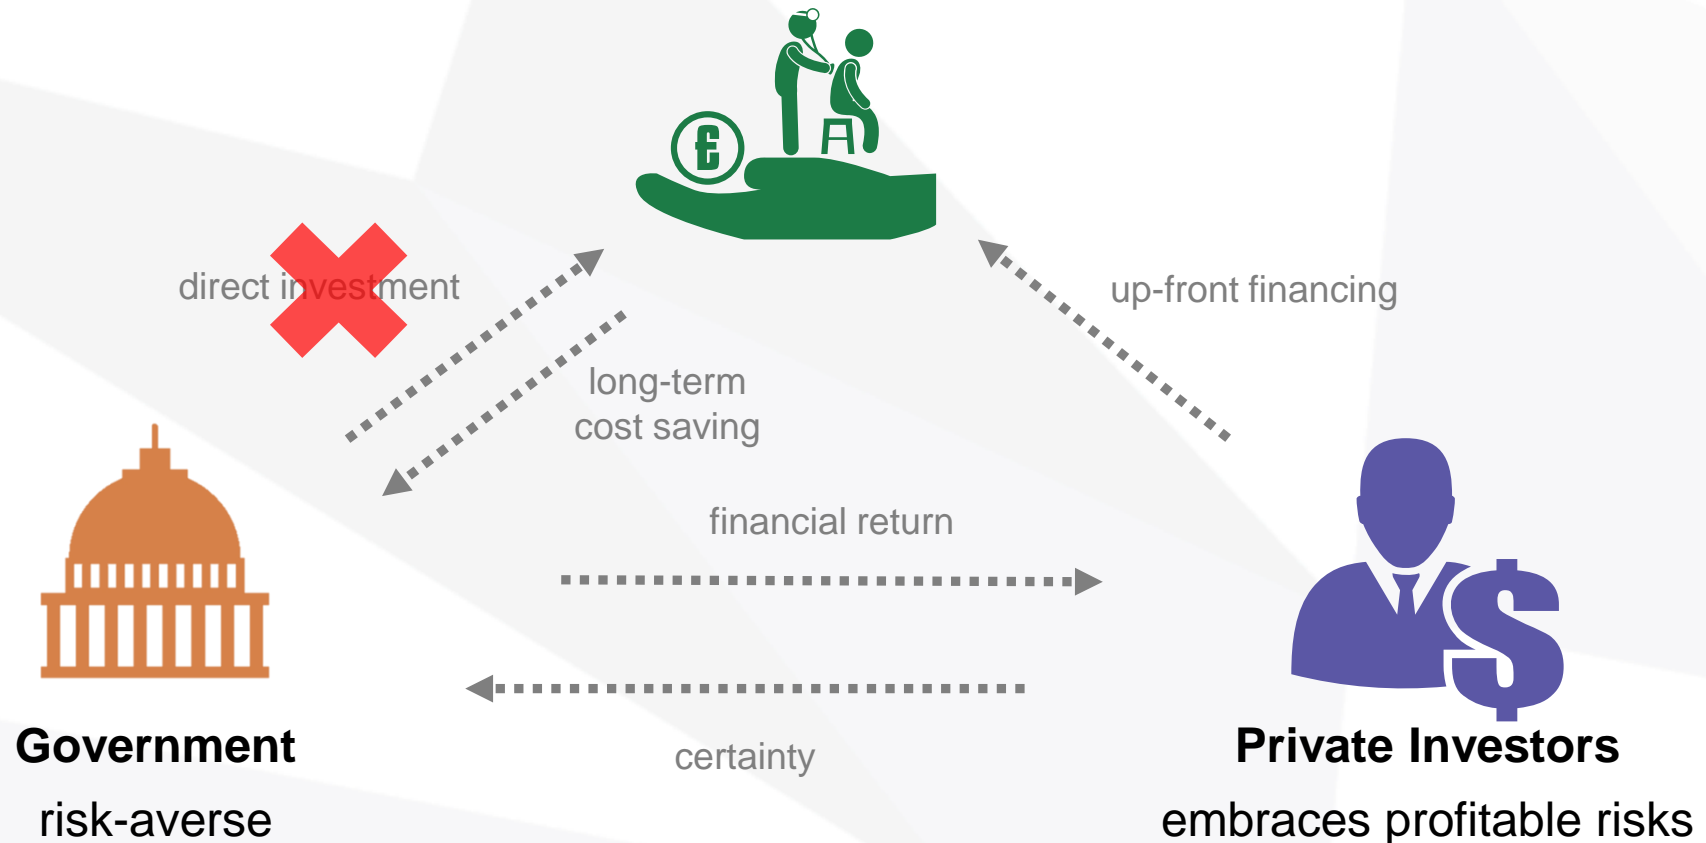 £
direct investment
up-front financing
long-term
cost saving
financial return
$
certainty
Government
risk-averse
Private Investors
embraces profitable risks